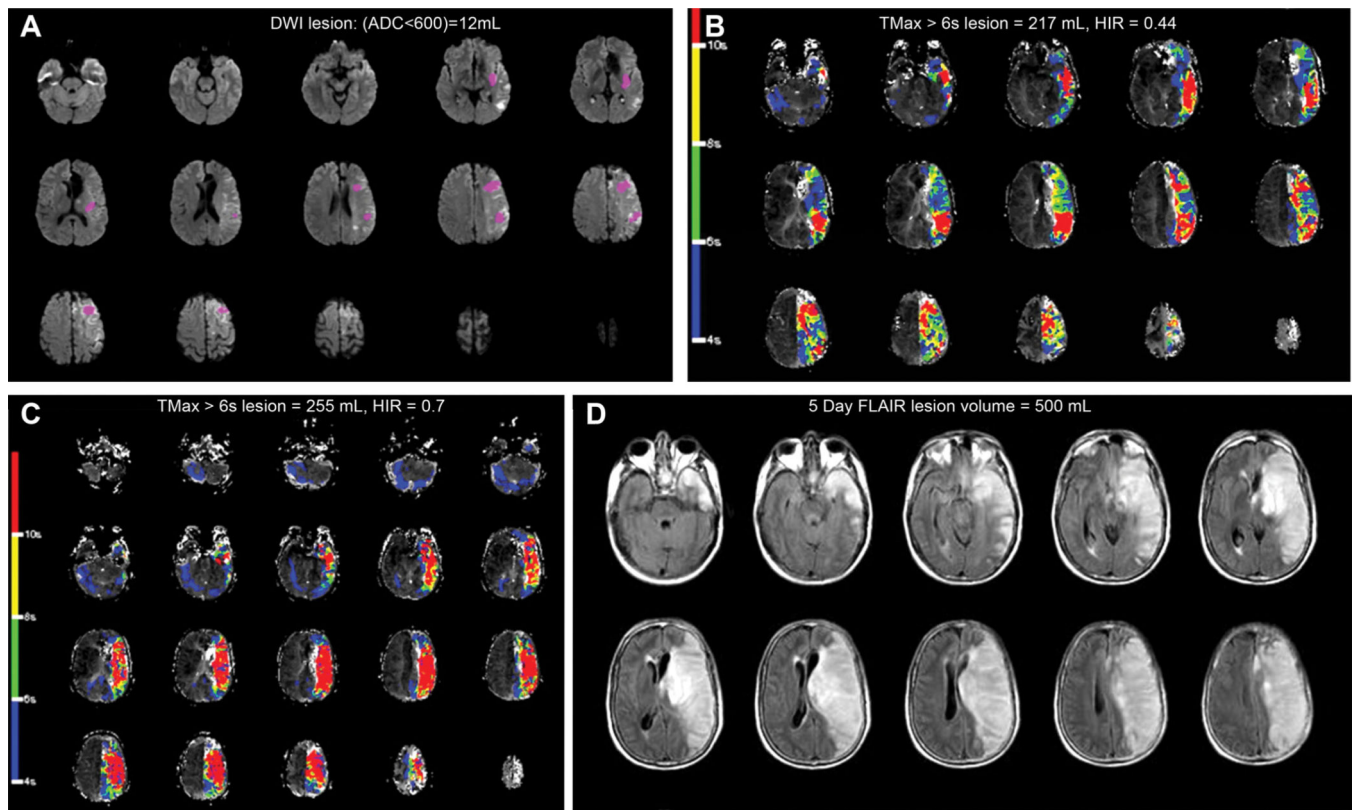 A
DWI lesion: (ADC<600)=12mL
B
TMax > 6s lesion = 217 mL, HIR = 0.44
10s
8s
6s
4s
C
TMax > 6s lesion = 255 mL, HIR = 0.7
10s
8s
6s
4s
D
5 Day FLAIR lesion volume = 500 mL